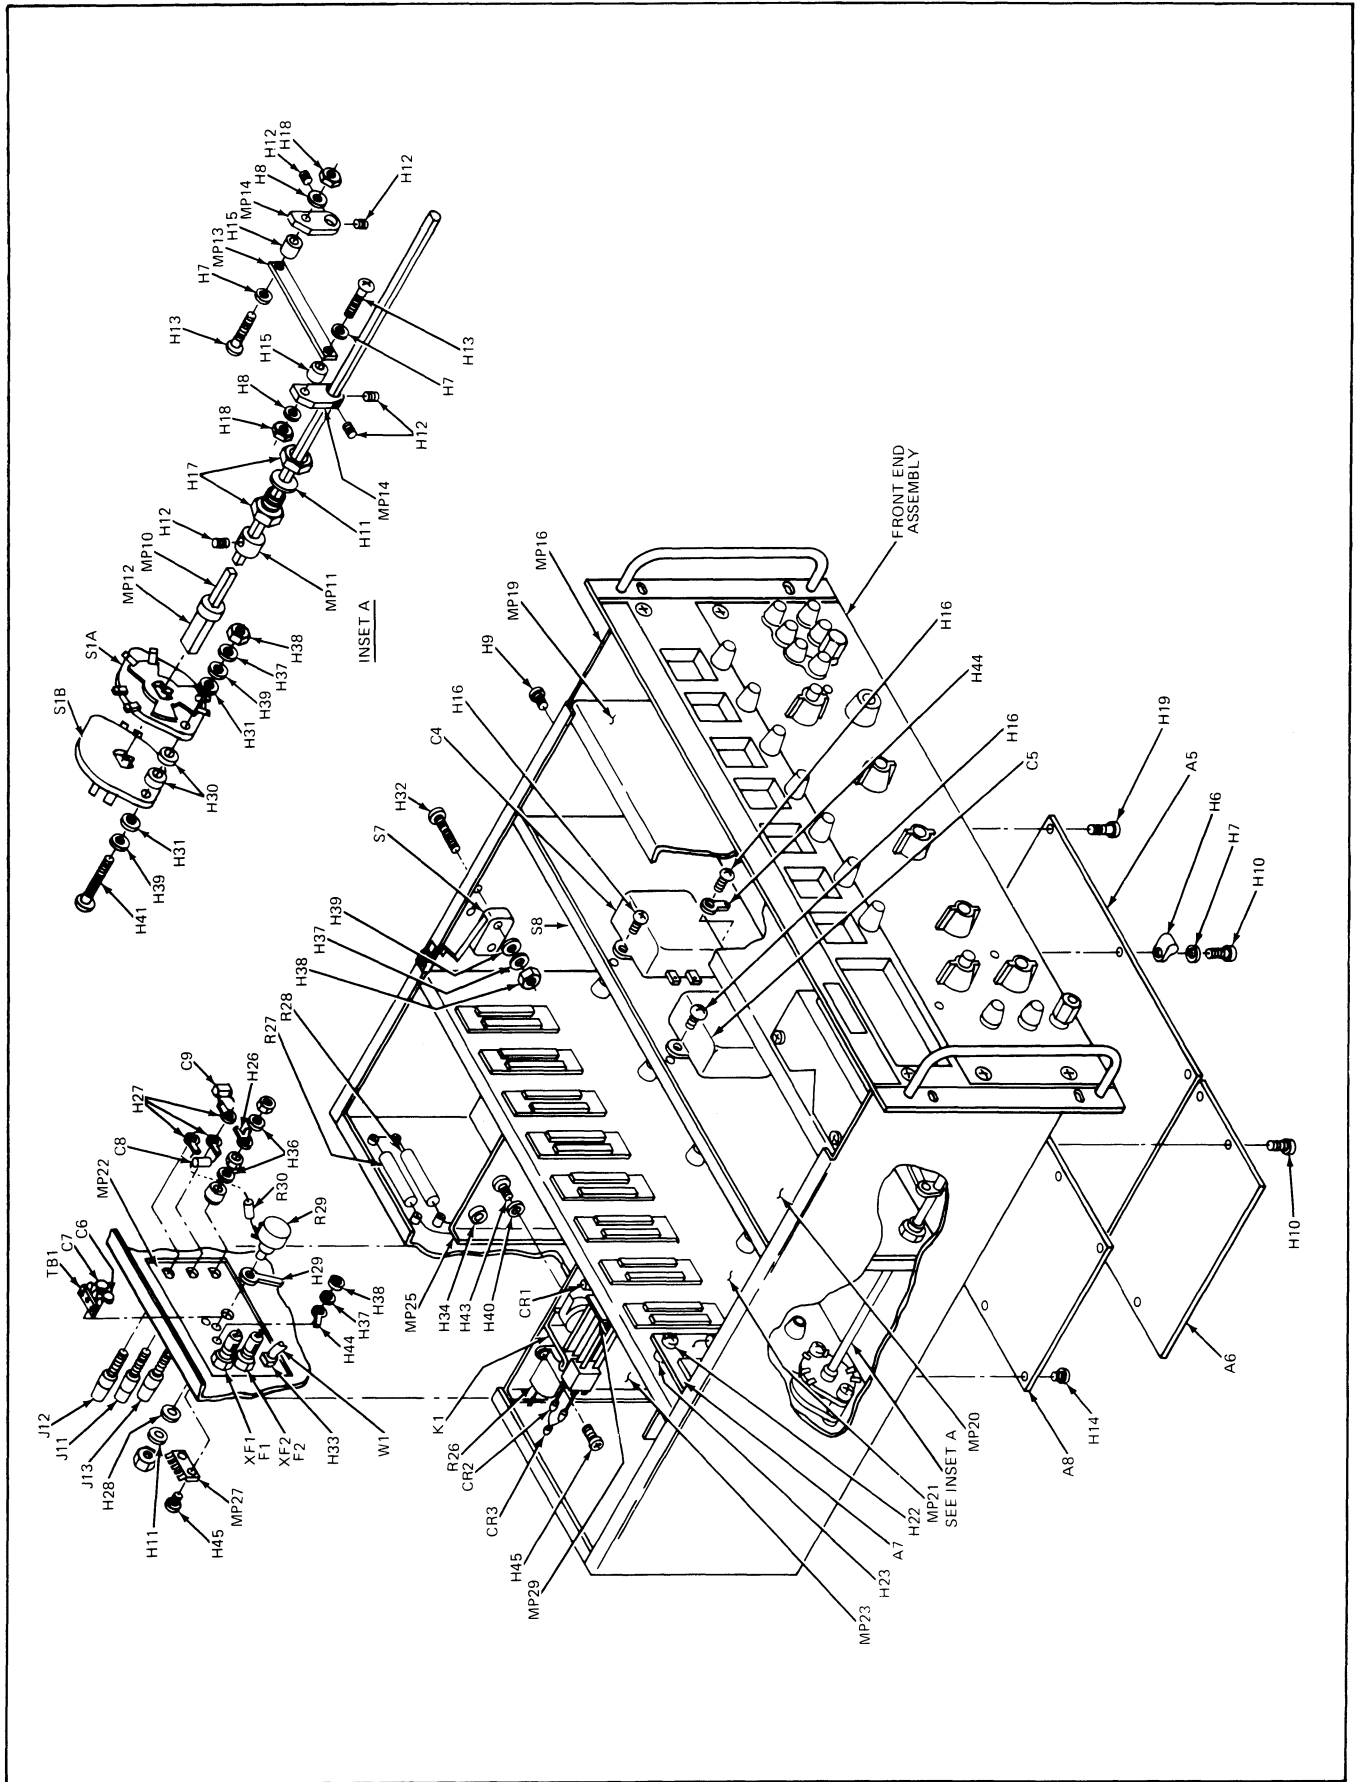 H12
H18
H8
MP14
H15
MP13
H7
H13
H12
H15
H8
H18
H17
H13
H7
H12
MP14
H11
H12
MP10
MP12
MP11
INSET A
S1A
S1B
H38
H37
H39
H31
H30
H31
H39
H41
FRONT END
ASSEMBLY
MP16
MP19
H9
H16
C4
H32
S7
S8
H39
H37
H38
R28
R27
H16
H44
H16
C5
H19
A5
H6
H7
H10
C9
H27
H26
C8
H36
MP22
R30
R29
TB1
C7
C6
H29
H38
H37
H44
MP25
H34
H43
H40
CR1
K1
J12
J11
J13
H28
H11
H45
MP27
XF1
F1
XF2
F2
H33
W1
R26
CR2
CR3
H45
MP29
MP23
H23
A7
H22
MP21
SEE INSET A
MP20
H10
A6
A8
H14